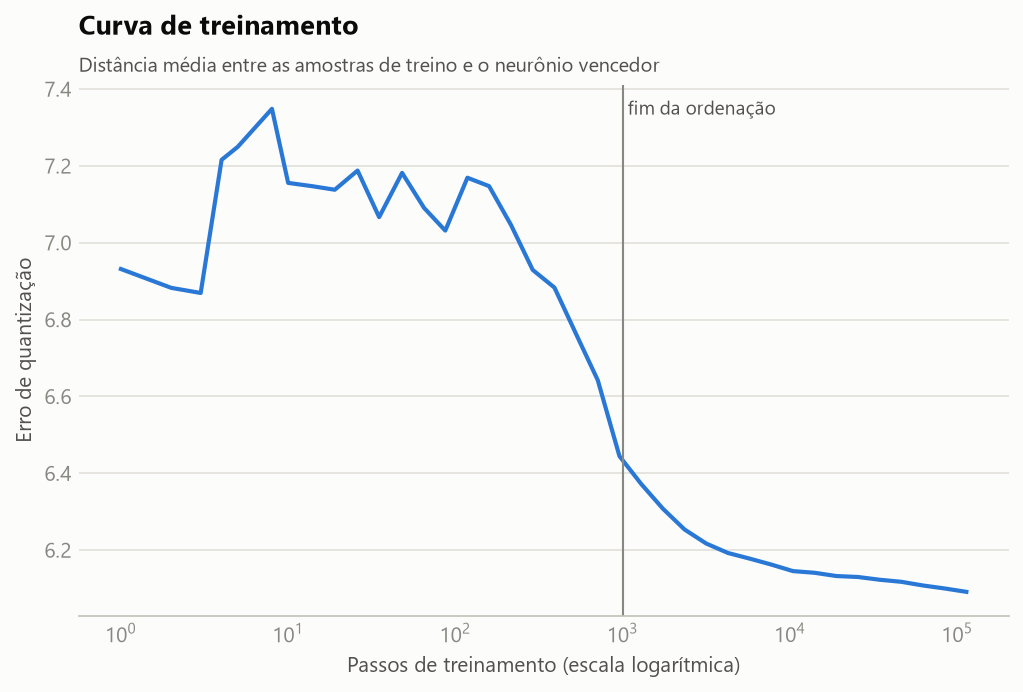 Curva de treinamento
Distância média entre as amostras de treino e o neurônio vencedor
fim da ordenação
Erro de quantização
7.4
7.2
7.0
6.8
6.6
6.4
6.2
10⁰ 10¹ 10² 10³ 10⁴ 10⁵
Passos de treinamento (escala logarítmica)